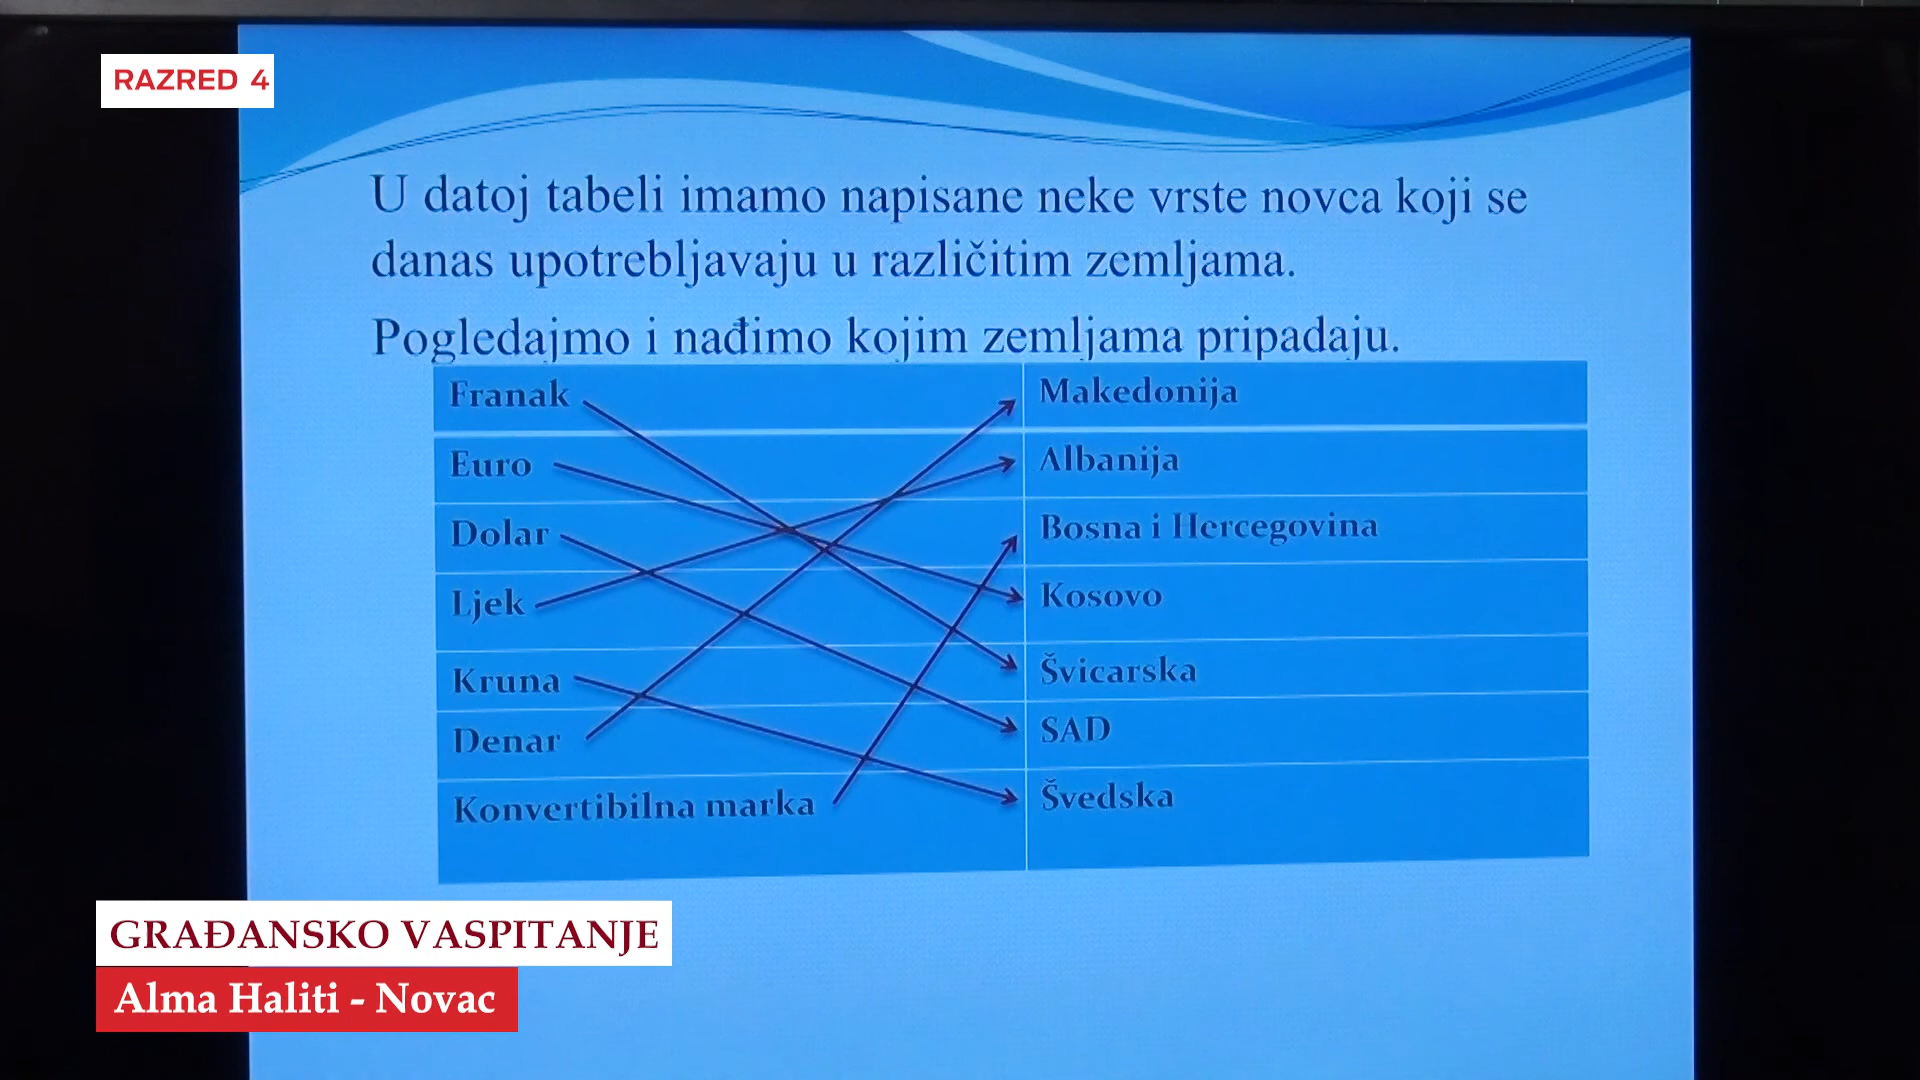 RAZRED 4
U datoj tabeli imamo napisane neke vrste novca koji se
danas upotrebljavaju u različitim zemljama.
Pogledajmo i nađimo kojim zemljama pripadaju.
Franak Makedonija
Euro Albanija
Dolar Bosna i Hercegovina
Ljek Kosovo
Kruna Švicarska
Denar SAD
Konvertibilna marka Švedska
GRAĐANSKO VASPITANJE
Alma Haliti - Novac